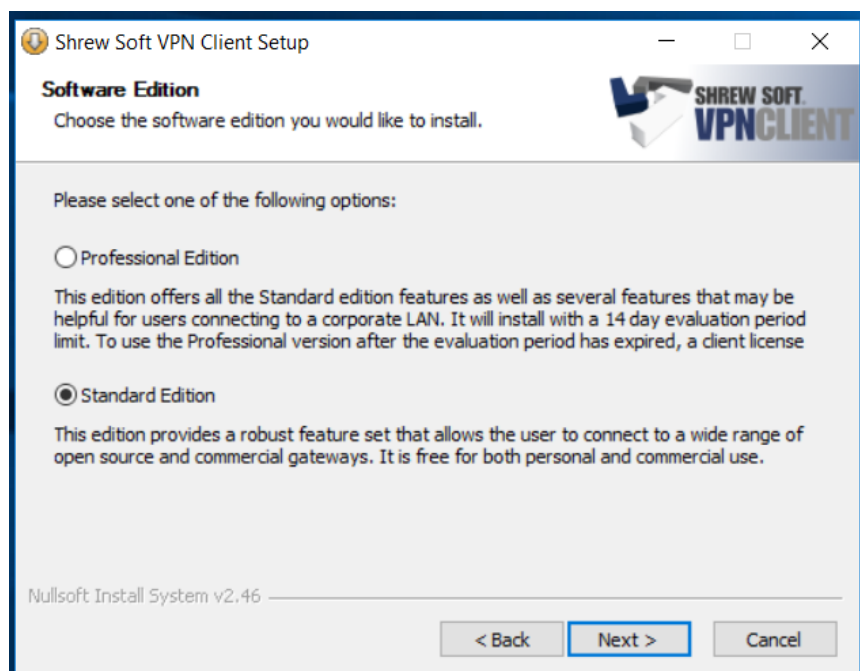 Shrew Soft VPN Client Setup
Software Edition
Choose the software edition you would like to install.
SHREW SOFT.
VPNCLIENT
Please select one of the following options:
Professional Edition
This edition offers all the Standard edition features as well as several features that may be
helpful for users connecting to a corporate LAN. It will install with a 14 day evaluation period
limit. To use the Professional version after the evaluation period has expired, a client license
Standard Edition
This edition provides a robust feature set that allows the user to connect to a wide range of
open source and commercial gateways. It is free for both personal and commercial use.
Nullsoft Install System v2.46
< Back
Next >
Cancel